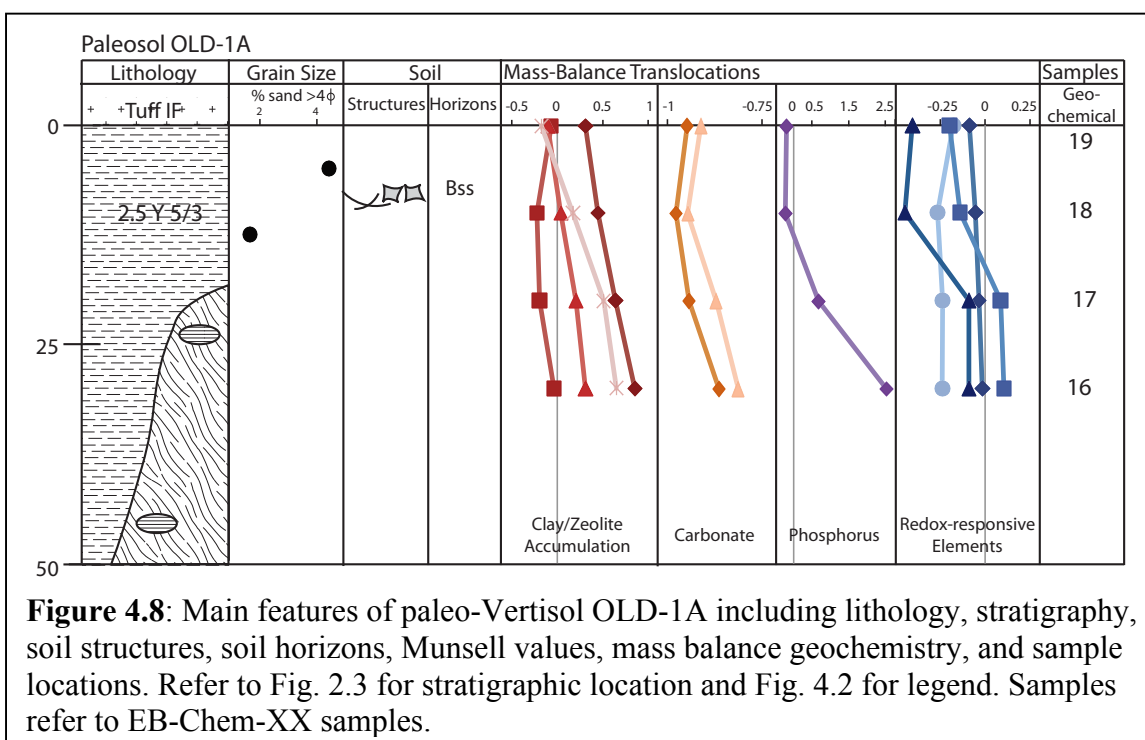 Paleosol OLD-1A
Lithology Grain Size Soil Mass-Balance Translocations Samples
Tuff IF % sand >4ϕ Structures Horizons Geo-
chemical
2 4 -0.5 0 0.5 1 -1 -0.75 0 0.5 1.5 2.5 -0.25 0 0.25
0 19
Bss
2.5 Y 5/3 18
17
25
16
Clay/Zeolite
Accumulation Carbonate Phosphorus Redox-responsive
Elements
50
Figure 4.8: Main features of paleo-Vertisol OLD-1A including lithology, stratigraphy,
soil structures, soil horizons, Munsell values, mass balance geochemistry, and sample
locations. Refer to Fig. 2.3 for stratigraphic location and Fig. 4.2 for legend. Samples
refer to EB-Chem-XX samples.